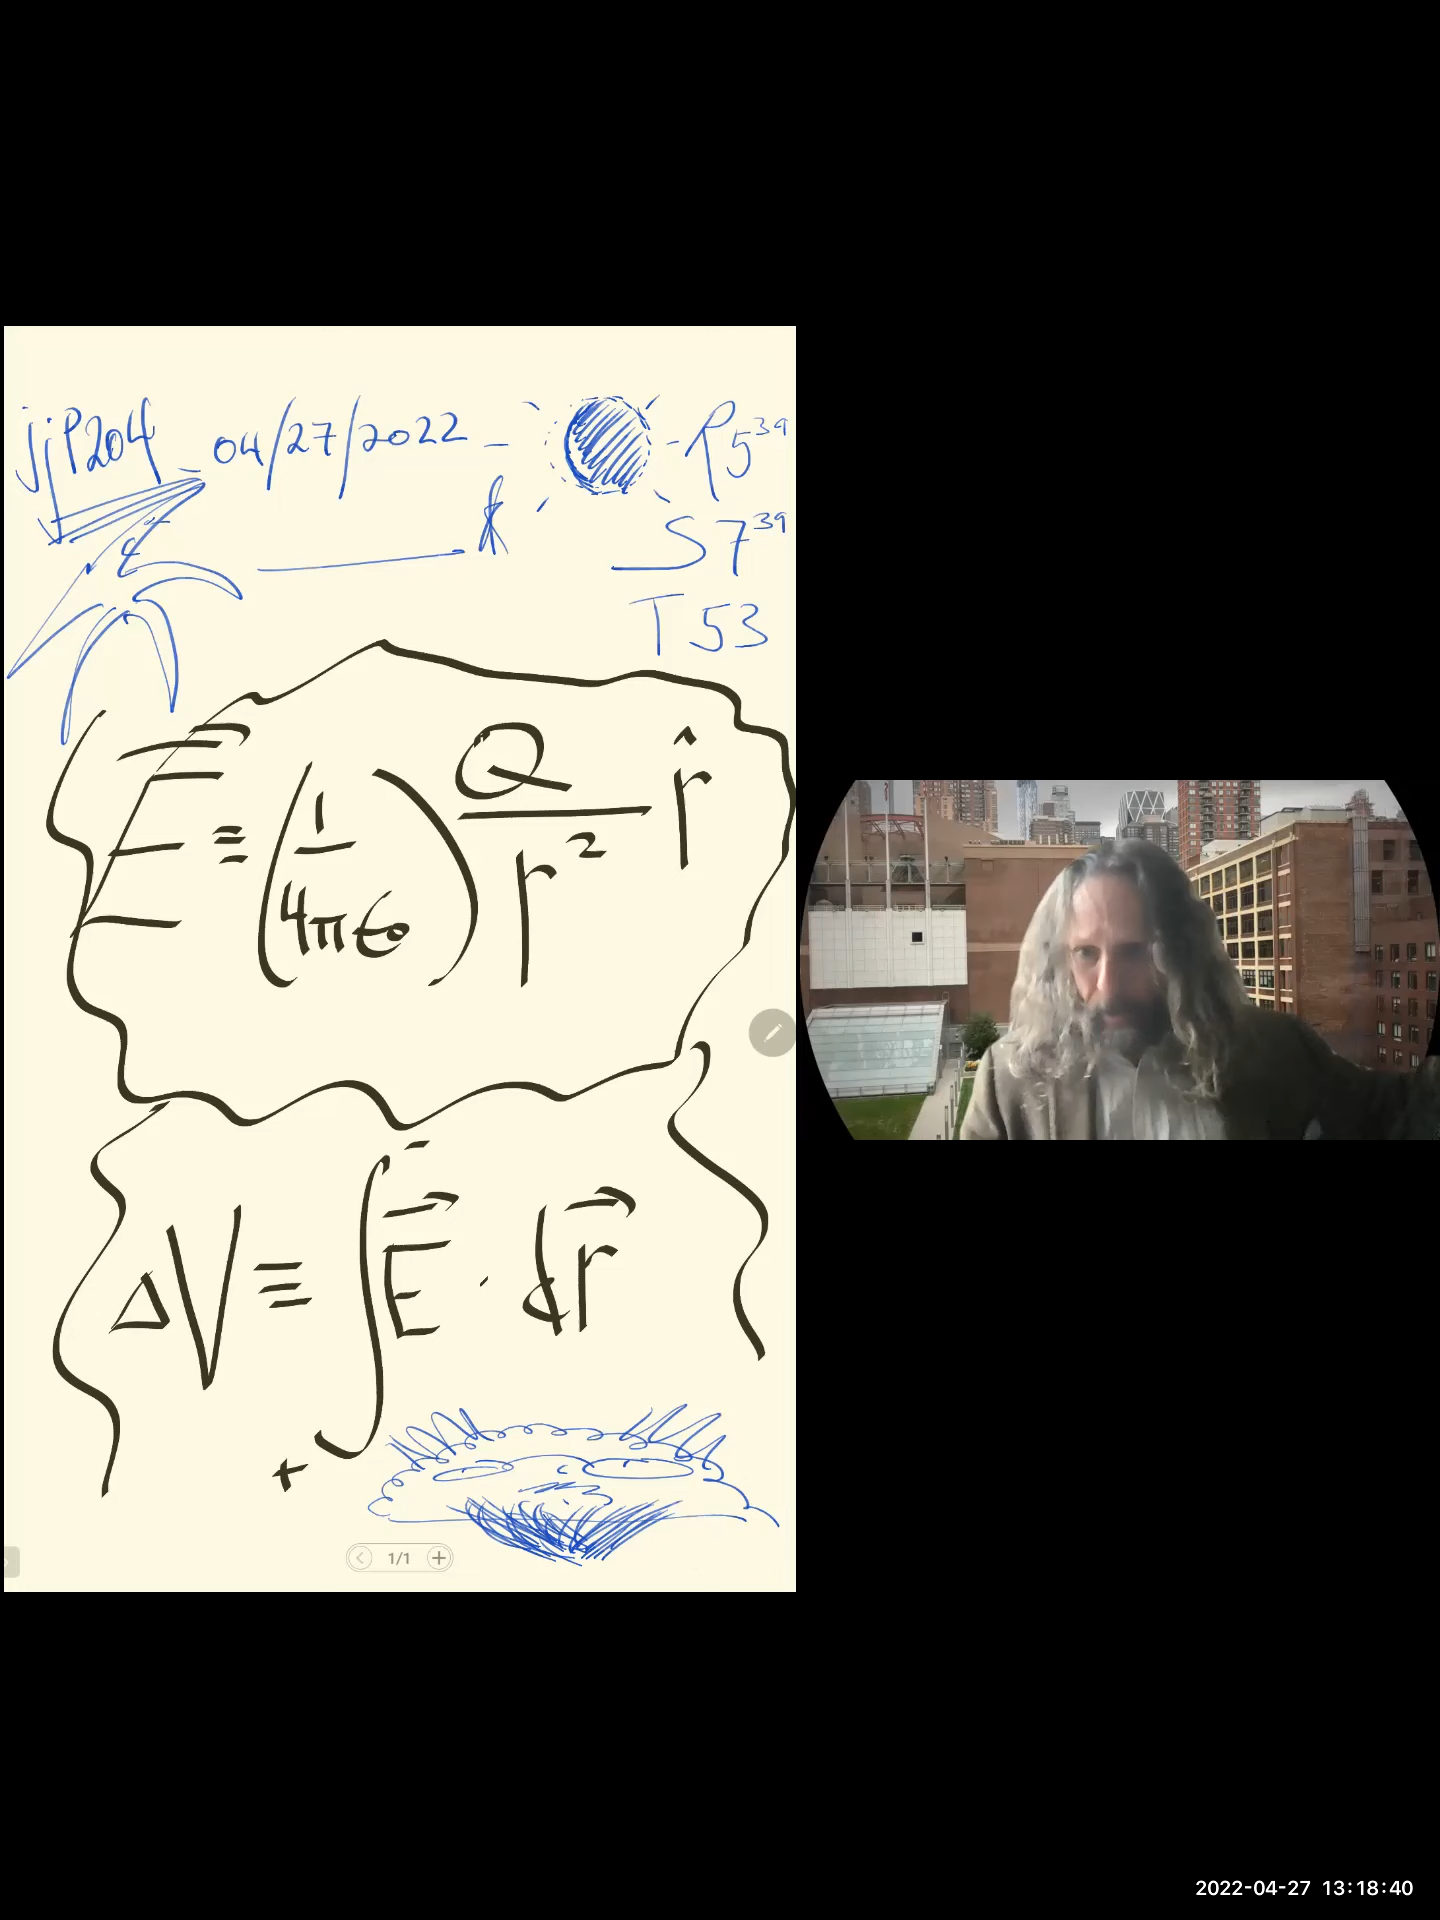 jjP204 - 04/27/2022 - - R5³⁹
S7³⁹
T 53
E⃗ = (1/4πϵ₀) Q/r² r̂
ΔV ≡ ∫₊⁻ E⃗ · dr⃗
1/1
2022-04-27 13:18:40